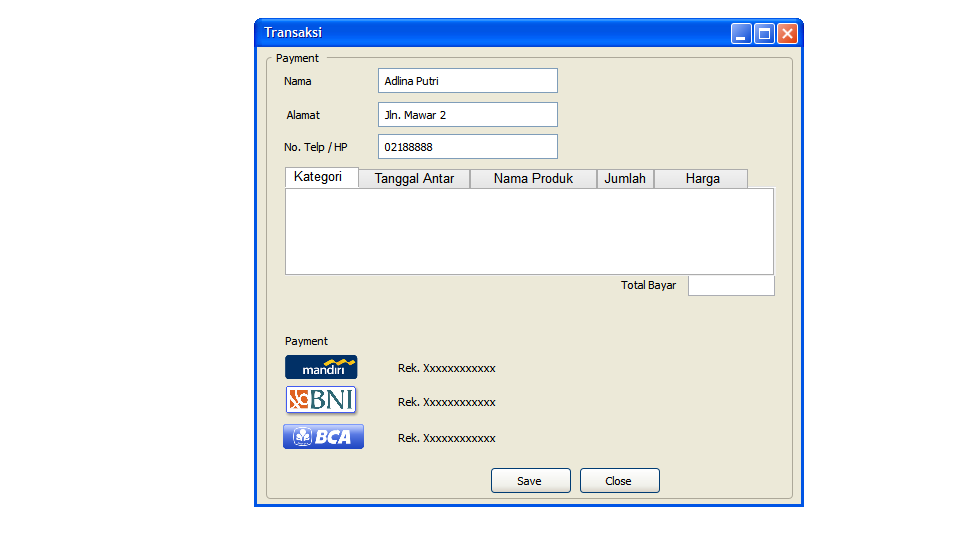 Transaksi
Payment
Nama Adlina Putri
Alamat Jln. Mawar 2
No. Telp / HP 02188888
Kategori Tanggal Antar Nama Produk Jumlah Harga
Total Bayar
Payment
mandiri Rek. Xxxxxxxxxxxx
BNI Rek. Xxxxxxxxxxxx
BCA Rek. Xxxxxxxxxxxx
Save Close